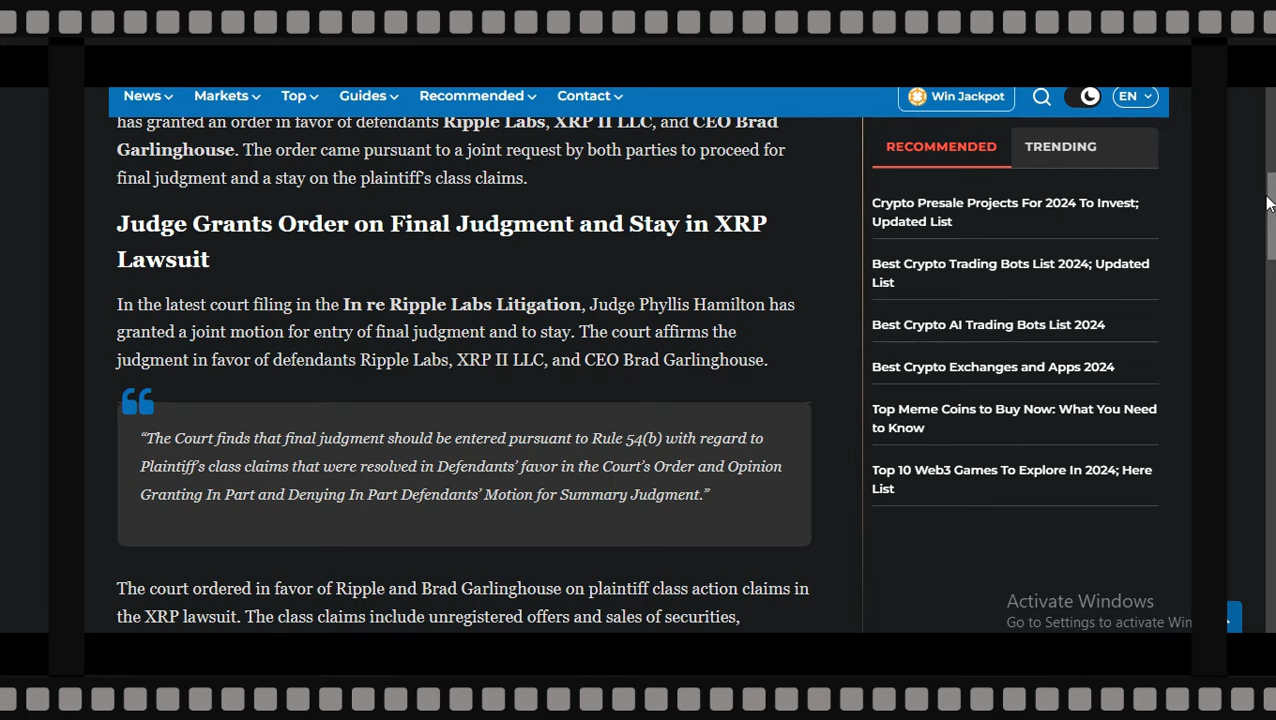 News Markets Top Guides Recommended Contact Win Jackpot EN
has granted an order in favor of defendants Ripple Labs, XRP II LLC, and CEO Brad
Garlinghouse. The order came pursuant to a joint request by both parties to proceed for
final judgment and a stay on the plaintiff's class claims.
Judge Grants Order on Final Judgment and Stay in XRP
Lawsuit
In the latest court filing in the In re Ripple Labs Litigation, Judge Phyllis Hamilton has
granted a joint motion for entry of final judgment and to stay. The court affirms the
judgment in favor of defendants Ripple Labs, XRP II LLC, and CEO Brad Garlinghouse.
“The Court finds that final judgment should be entered pursuant to Rule 54(b) with regard to
Plaintiff's class claims that were resolved in Defendants' favor in the Court's Order and Opinion
Granting In Part and Denying In Part Defendants' Motion for Summary Judgment.”
The court ordered in favor of Ripple and Brad Garlinghouse on plaintiff class action claims in
the XRP lawsuit. The class claims include unregistered offers and sales of securities,
RECOMMENDED TRENDING
Crypto Presale Projects For 2024 To Invest;
Updated List
Best Crypto Trading Bots List 2024; Updated
List
Best Crypto AI Trading Bots List 2024
Best Crypto Exchanges and Apps 2024
Top Meme Coins to Buy Now: What You Need
to Know
Top 10 Web3 Games To Explore In 2024; Here
List
Activate Windows
Go to Settings to activate Win